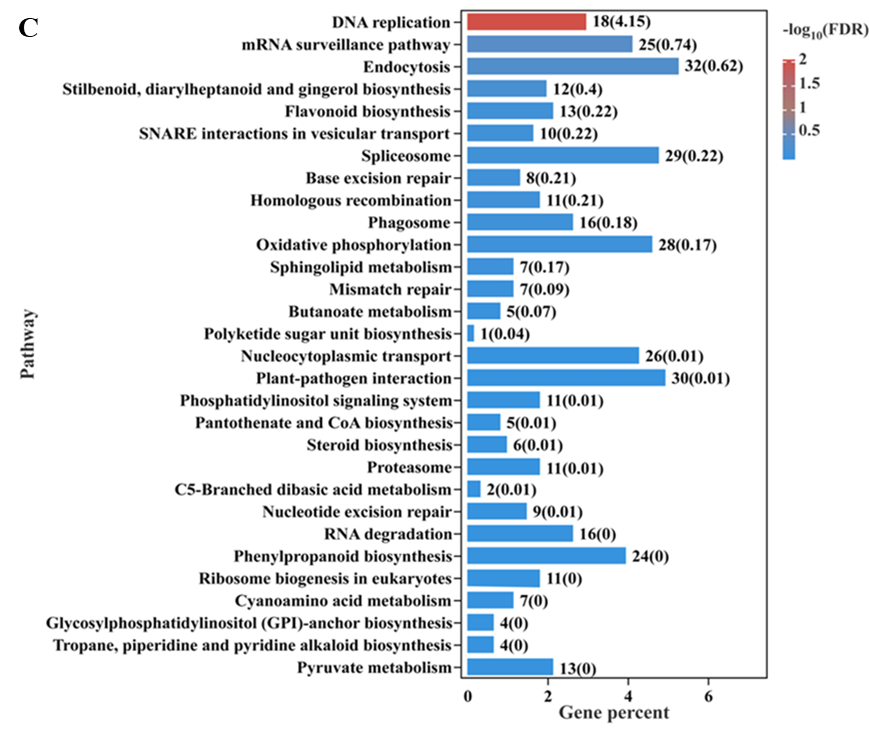 C
DNA replication 18(4.15)
mRNA surveillance pathway 25(0.74)
Endocytosis 32(0.62)
Stilbenoid, diarylheptanoid and gingerol biosynthesis 12(0.4)
Flavonoid biosynthesis 13(0.22)
SNARE interactions in vesicular transport 10(0.22)
Spliceosome 29(0.22)
Base excision repair 8(0.21)
Homologous recombination 11(0.21)
Phagosome 16(0.18)
Oxidative phosphorylation 28(0.17)
Sphingolipid metabolism 7(0.17)
Mismatch repair 7(0.09)
Butanoate metabolism 5(0.07)
Polyketide sugar unit biosynthesis 1(0.04)
Nucleocytoplasmic transport 26(0.01)
Plant-pathogen interaction 30(0.01)
Phosphatidylinositol signaling system 11(0.01)
Pantothenate and CoA biosynthesis 5(0.01)
Steroid biosynthesis 6(0.01)
Proteasome 11(0.01)
C5-Branched dibasic acid metabolism 2(0.01)
Nucleotide excision repair 9(0.01)
RNA degradation 16(0)
Phenylpropanoid biosynthesis 24(0)
Ribosome biogenesis in eukaryotes 11(0)
Cyanoamino acid metabolism 7(0)
Glycosylphosphatidylinositol (GPI)-anchor biosynthesis 4(0)
Tropane, piperidine and pyridine alkaloid biosynthesis 4(0)
Pyruvate metabolism 13(0)
0 2 4 6
Gene percent
Pathway
-log10(FDR)
2
1.5
1
0.5